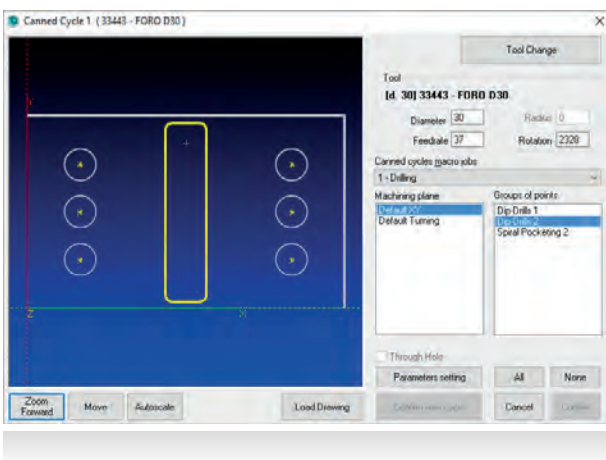 Canned Cycle 1 ( 33443 - FORO D30 )
Tool Change
Tool
[d. 30] 33443 - FORO D30
Diameter 30 Radius 0
Feedrate 37 Rotation 2328
Canned cycles macro jobs
1 - Drilling
Machining plane
Default XY
Default Turning
Groups of points
Dip-Drills 1
Dip-Drills 2
Spiral Pocketing 2
Y
Z X
Through Hole
Parameters setting All None
Zoom Forward Move Autoscale Load Drawing Cancel Confirm